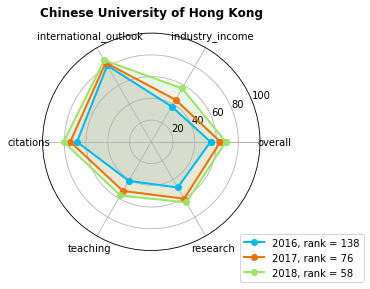 Chinese University of Hong Kong
international_outlook
industry_income
100
80
60
40
20
citations
overall
teaching
research
2016, rank = 138
2017, rank = 76
2018, rank = 58